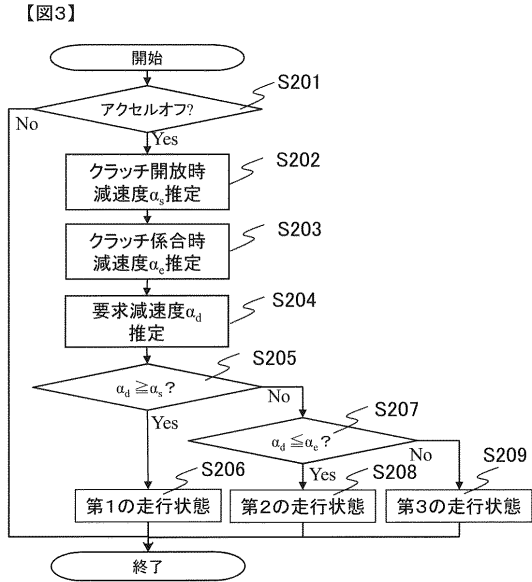 【図3】
開始
S201
アクセルオフ?
No
Yes
S202
クラッチ開放時
減速度αs推定
S203
クラッチ係合時
減速度αe推定
S204
要求減速度αd
推定
S205
αd≧αs?
No
Yes
S207
αd≦αe?
No
Yes
S206
S208
S209
第1の走行状態
第2の走行状態
第3の走行状態
終了